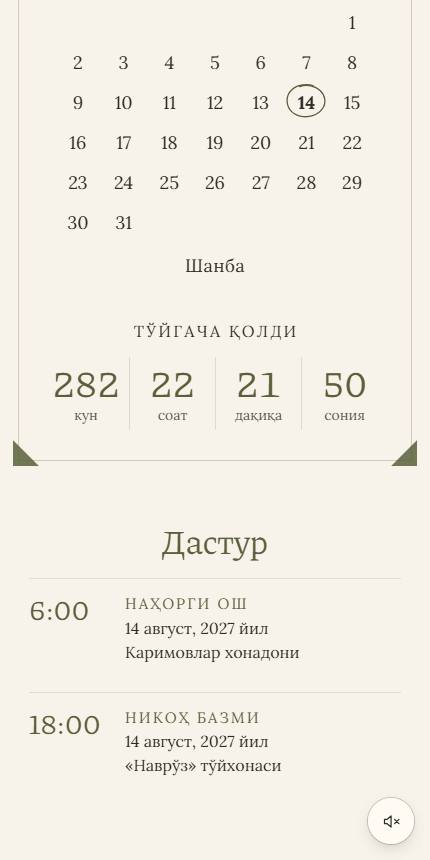 1
2 3 4 5 6 7 8
9 10 11 12 13 14 15
16 17 18 19 20 21 22
23 24 25 26 27 28 29
30 31
Шанба
ТЎЙГАЧА ҚОЛДИ
282 22 21 50
кун соат дақиқа сония
Дастур
6:00 НАҲОРГИ ОШ
14 август, 2027 йил
Каримовлар хонадони
18:00 НИКОҲ БАЗМИ
14 август, 2027 йил
«Наврўз» тўйхонаси